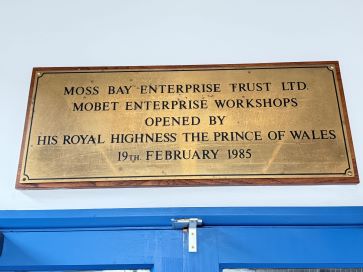 MOSS BAY ENTERPRISE TRUST LTD.
MOBET ENTERPRISE WORKSHOPS
OPENED BY
HIS ROYAL HIGHNESS THE PRINCE OF WALES
19TH. FEBRUARY 1985